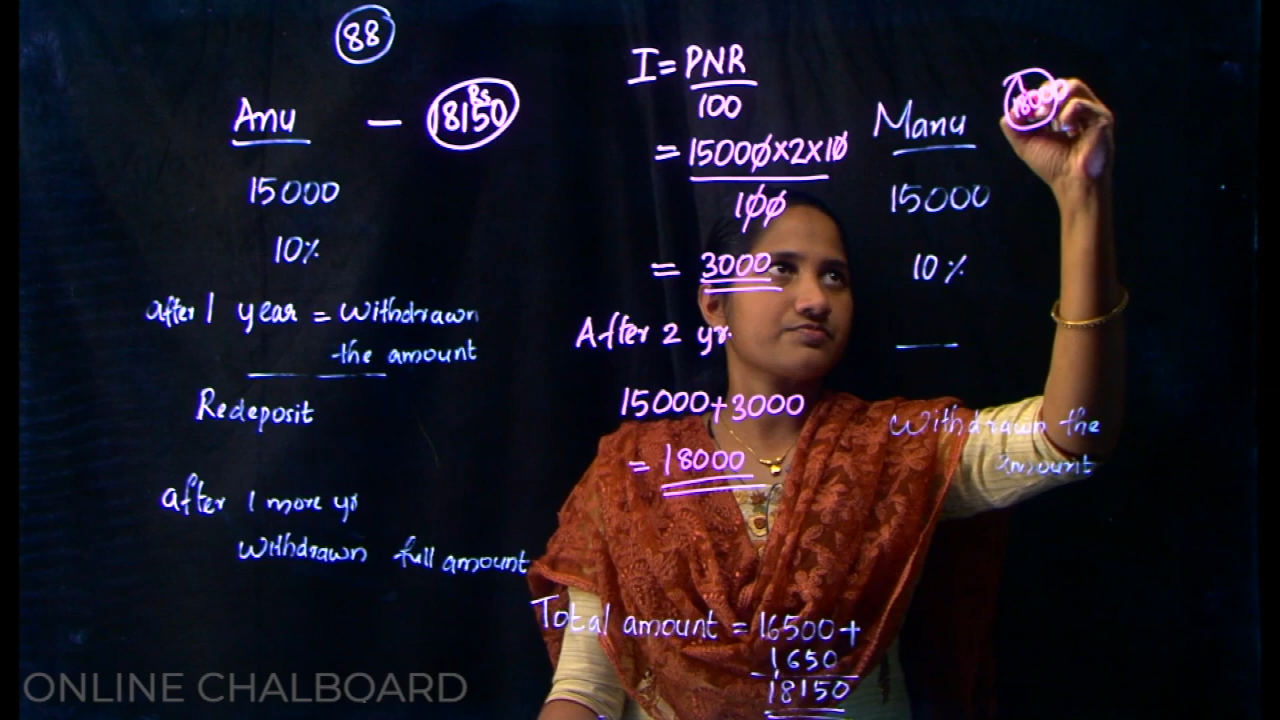 88
Anu — 18150 Rs
15000
10%
after 1 year = withdrawn
the amount
Redeposit
after 1 more yr
withdrawn full amount
I = PNR
100
= 15000×2×10
100
= 3000
After 2 yr.
15000+3000
= 18000
Total amount = 16500+
1650
18150
Manu 18000
15000
10%
Withdrawn the
amount
ONLINE CHALBOARD